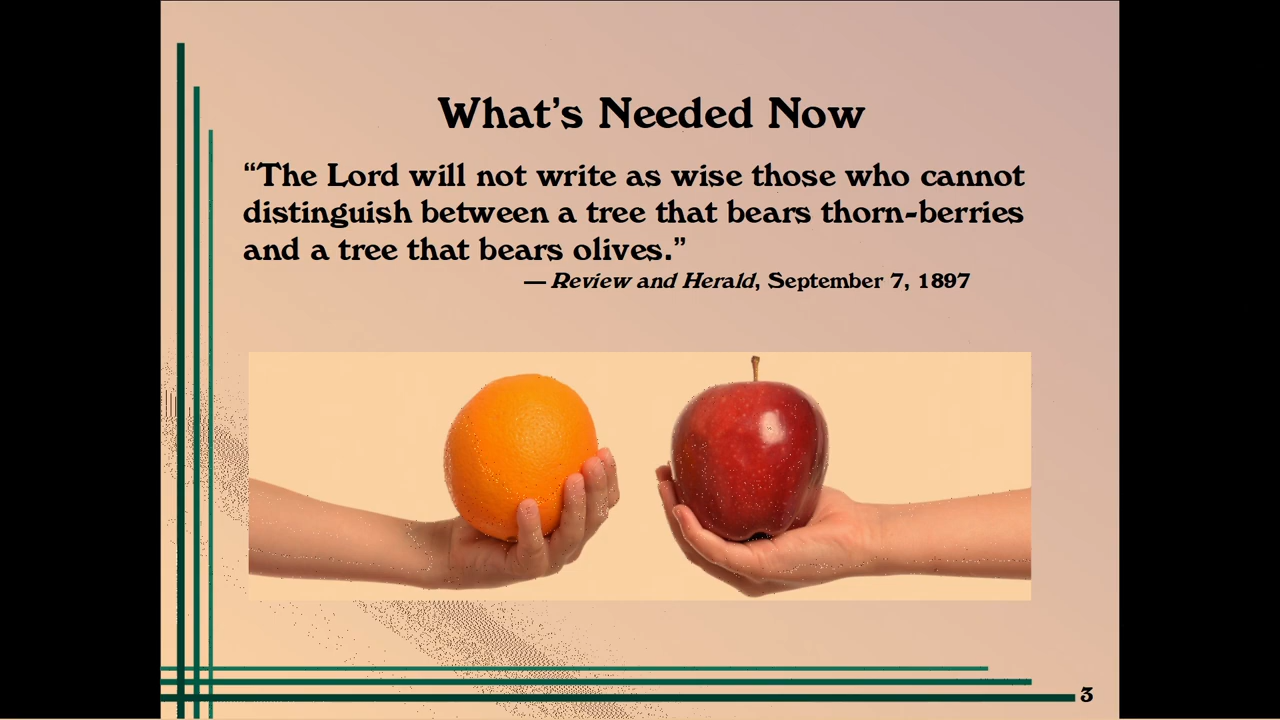 What's Needed Now
“The Lord will not write as wise those who cannot
distinguish between a tree that bears thorn-berries
and a tree that bears olives.”
— Review and Herald, September 7, 1897
3